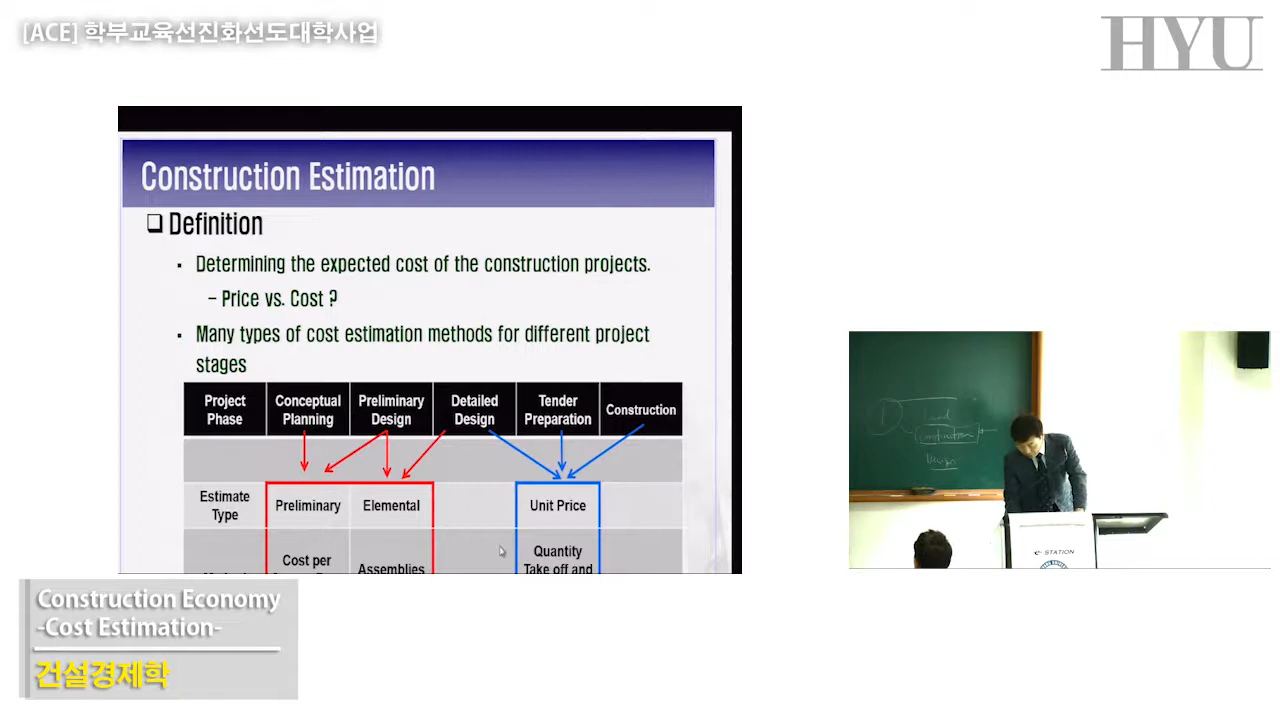 [ACE] 학부교육선진화선도대학사업
HYU
Construction Estimation
Definition
Determining the expected cost of the construction projects.
– Price vs. Cost ?
Many types of cost estimation methods for different project
stages
Project Phase
Conceptual Planning
Preliminary Design
Detailed Design
Tender Preparation
Construction
Estimate Type
Preliminary
Elemental
Unit Price
Cost per
Assemblies
Quantity
Take off and
Construction
Design
e-STATION
Construction Economy
-Cost Estimation-
건설경제학